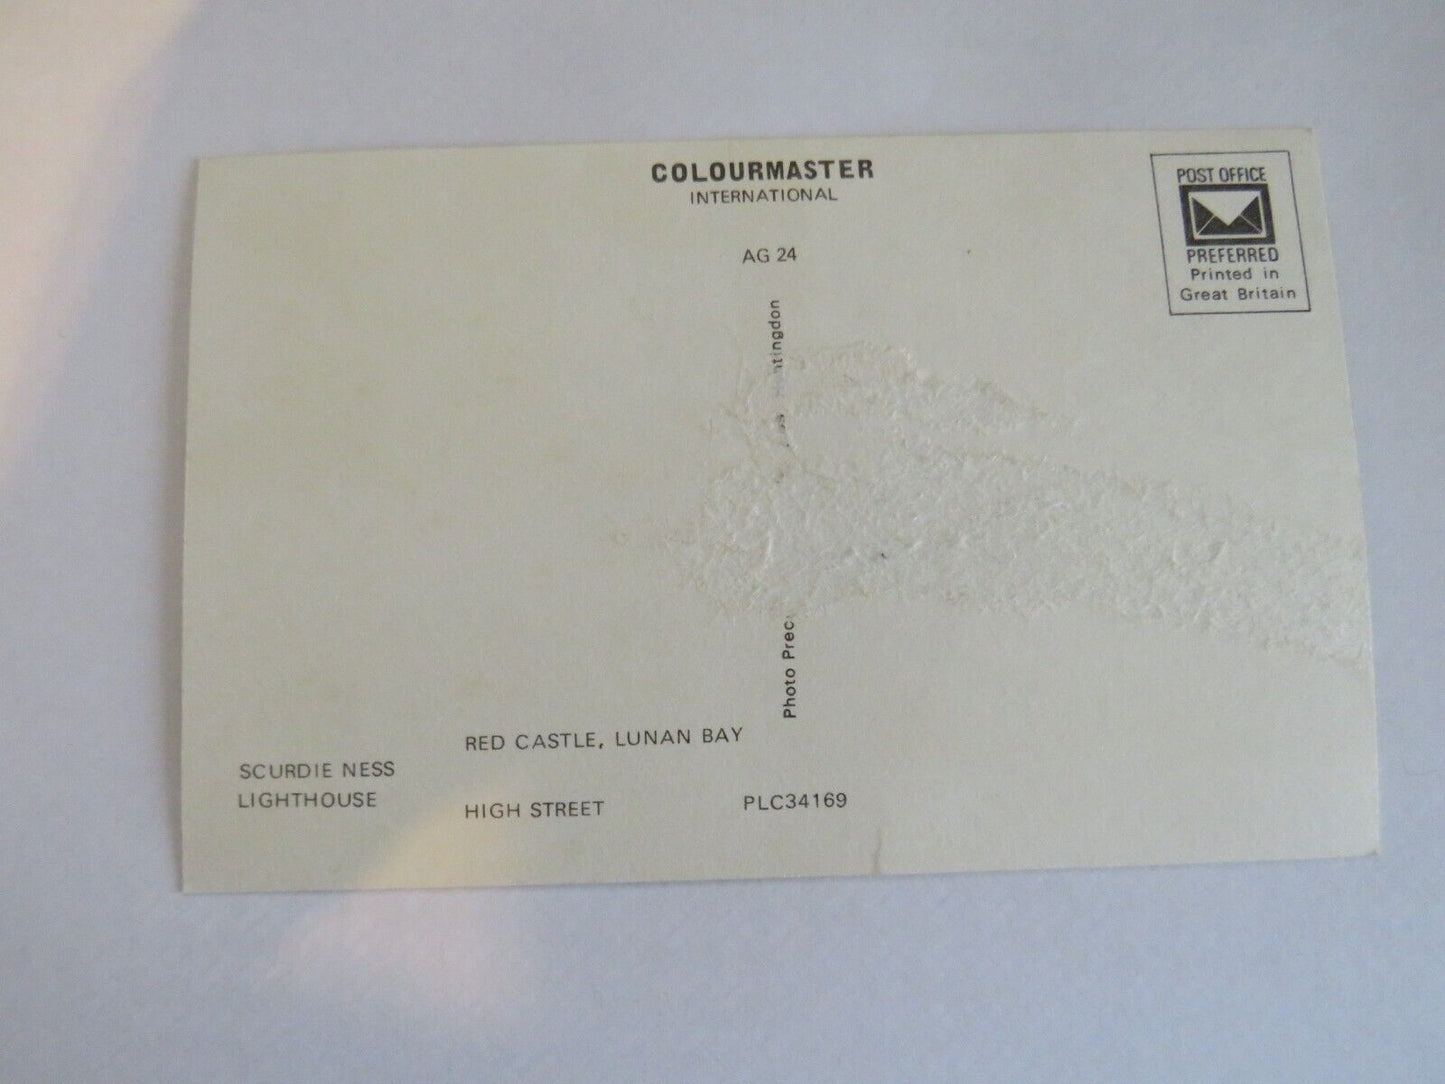 COLOURMASTER
INTERNATIONAL
POST OFFICE
PREFERRED
Printed in
Great Britain
AG 24
Photo
RED CASTLE, LUNAN BAY
SCURDIE NESS
LIGHTHOUSE
HIGH STREET
PLC34169